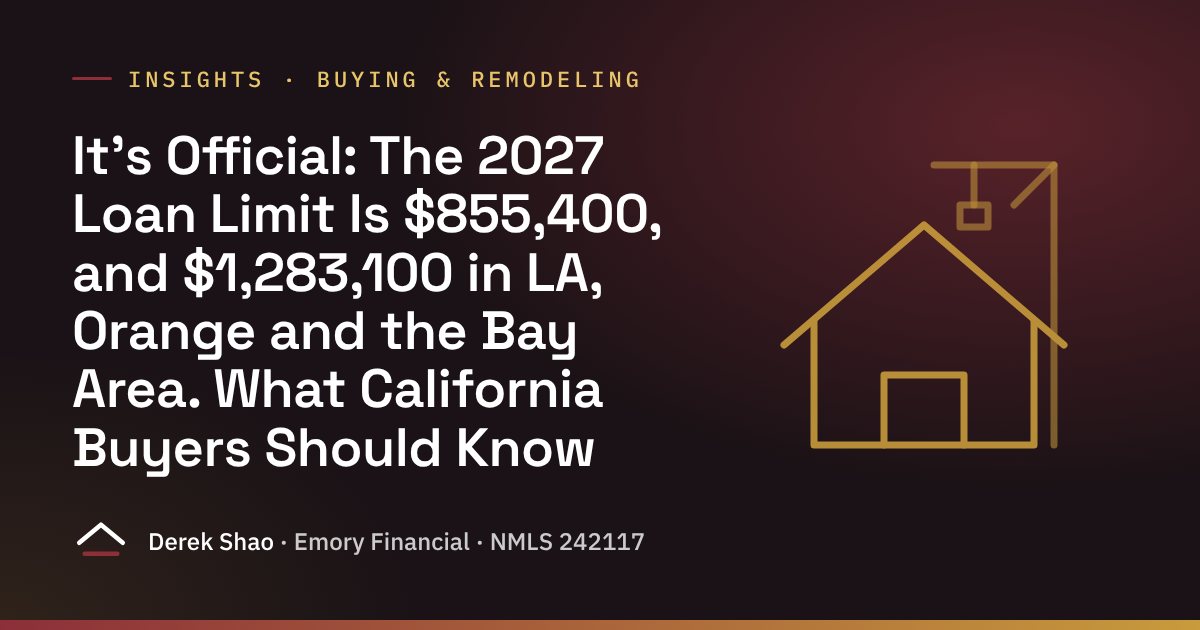 INSIGHTS · BUYING & REMODELING
It’s Official: The 2027
Loan Limit Is $855,400,
and $1,283,100 in LA,
Orange and the Bay
Area. What California
Buyers Should Know
Derek Shao · Emory Financial · NMLS 242117